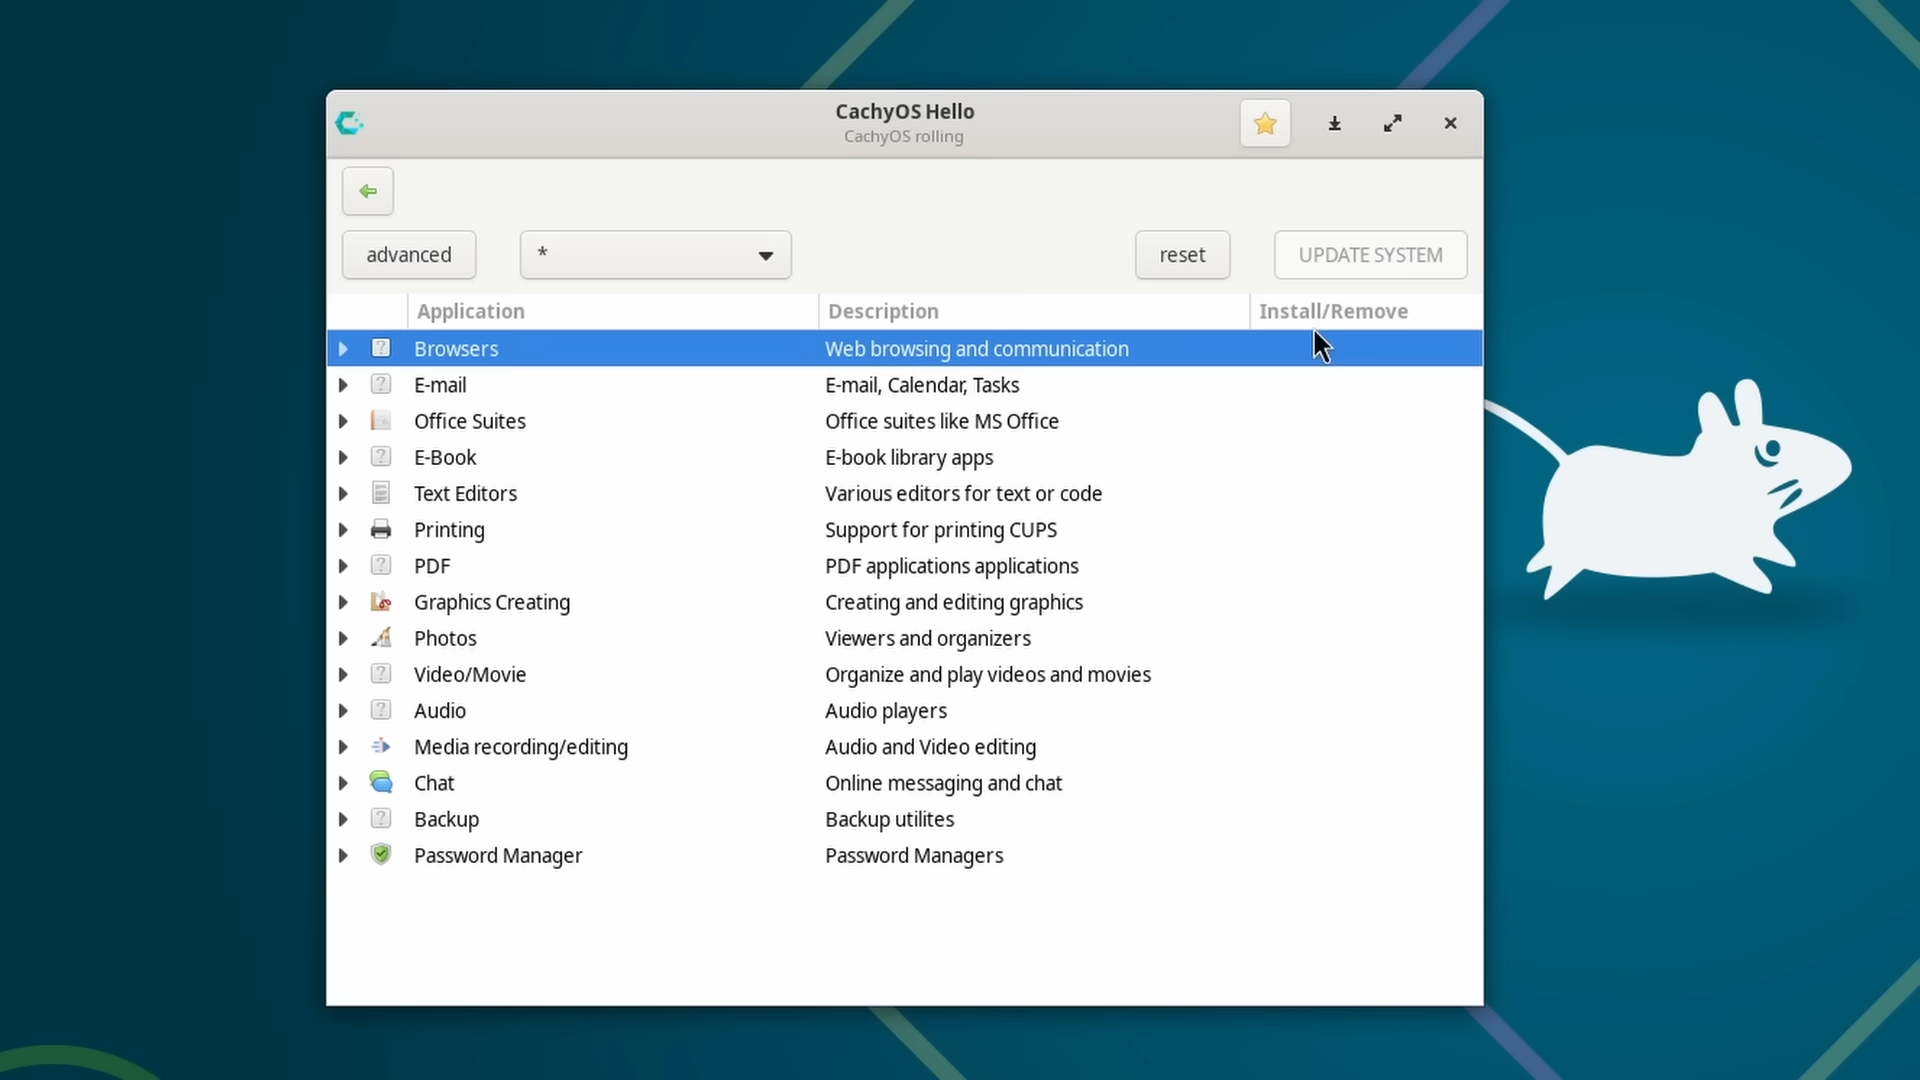 CachyOS Hello
CachyOS rolling
advanced * reset UPDATE SYSTEM
Application Description Install/Remove
Browsers Web browsing and communication
E-mail E-mail, Calendar, Tasks
Office Suites Office suites like MS Office
E-Book E-book library apps
Text Editors Various editors for text or code
Printing Support for printing CUPS
PDF PDF applications applications
Graphics Creating Creating and editing graphics
Photos Viewers and organizers
Video/Movie Organize and play videos and movies
Audio Audio players
Media recording/editing Audio and Video editing
Chat Online messaging and chat
Backup Backup utilites
Password Manager Password Managers